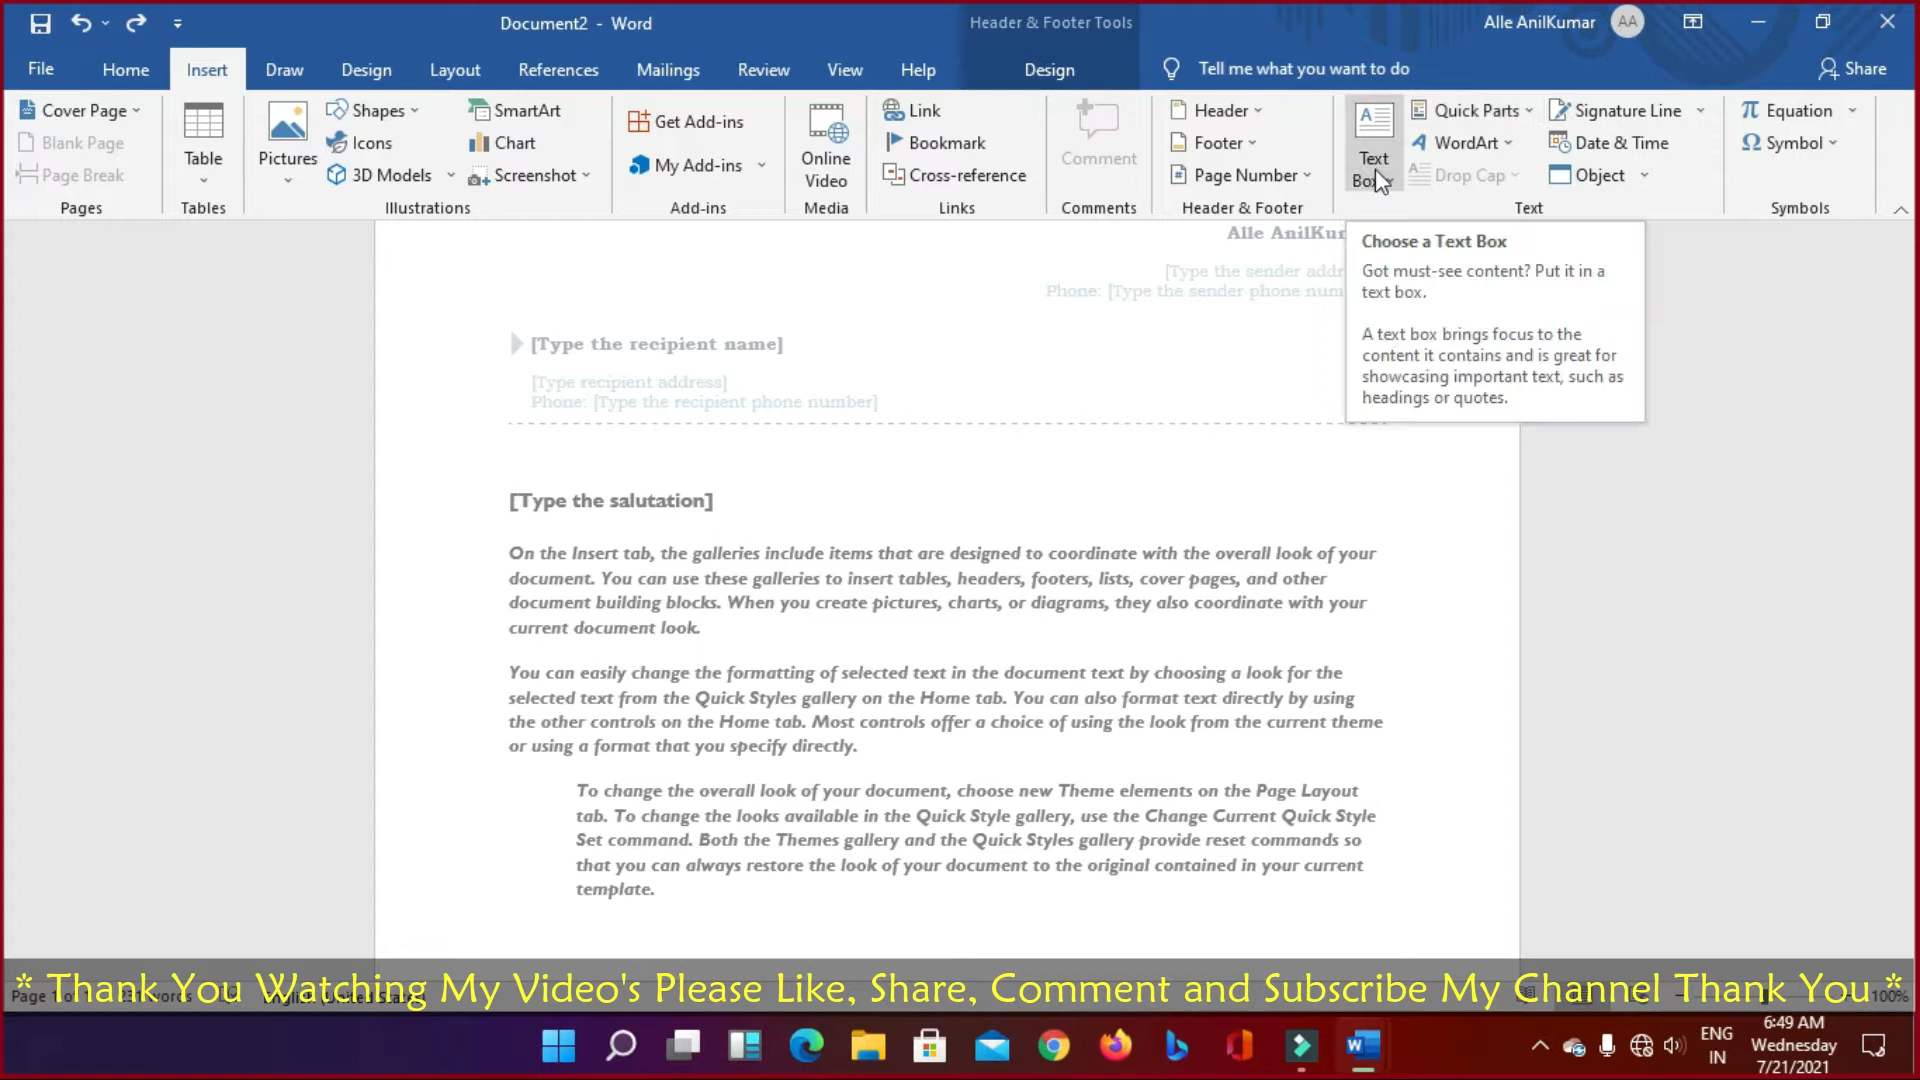 Document2 - Word
Header & Footer Tools
Alle AnilKumar
AA
File
Home
Insert
Draw
Design
Layout
References
Mailings
Review
View
Help
Design
Tell me what you want to do
Share
Cover Page
Blank Page
Page Break
Pages
Table
Tables
Pictures
Shapes
Icons
3D Models
SmartArt
Chart
Screenshot
Illustrations
Get Add-ins
My Add-ins
Add-ins
Online
Video
Media
Link
Bookmark
Cross-reference
Links
Comment
Comments
Header
Footer
Page Number
Header & Footer
Text
Box
Quick Parts
WordArt
Drop Cap
Signature Line
Date & Time
Object
Text
Equation
Symbol
Symbols
Choose a Text Box
Got must-see content? Put it in a
text box.
A text box brings focus to the
content it contains and is great for
showcasing important text, such as
headings or quotes.
Alle
[Type the sender
Phone: [Type the sender phone
[Type the recipient name]
[Type recipient address]
Phone: [Type the recipient phone number]
[Type the salutation]
On the Insert tab, the galleries include items that are designed to coordinate with the overall look of your
document. You can use these galleries to insert tables, headers, footers, lists, cover pages, and other
document building blocks. When you create pictures, charts, or diagrams, they also coordinate with your
current document look.
You can easily change the formatting of selected text in the document text by choosing a look for the
selected text from the Quick Styles gallery on the Home tab. You can also format text directly by using
the other controls on the Home tab. Most controls offer a choice of using the look from the current theme
or using a format that you specify directly.
To change the overall look of your document, choose new Theme elements on the Page Layout
tab. To change the looks available in the Quick Style gallery, use the Change Current Quick Style
Set command. Both the Themes gallery and the Quick Styles gallery provide reset commands so
that you can always restore the look of your document to the original contained in your current
template.
* Thank You Watching My Video's Please Like, Share, Comment and Subscribe My Channel Thank You *
100%
ENG
IN
6:49 AM
Wednesday
7/21/2021